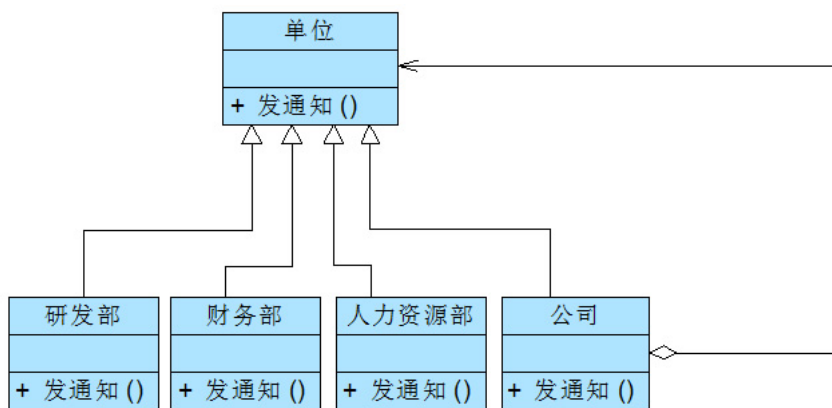 单位
+ 发通知()
研发部
财务部
人力资源部
公司
+ 发通知()
+ 发通知()
+ 发通知()
+ 发通知()